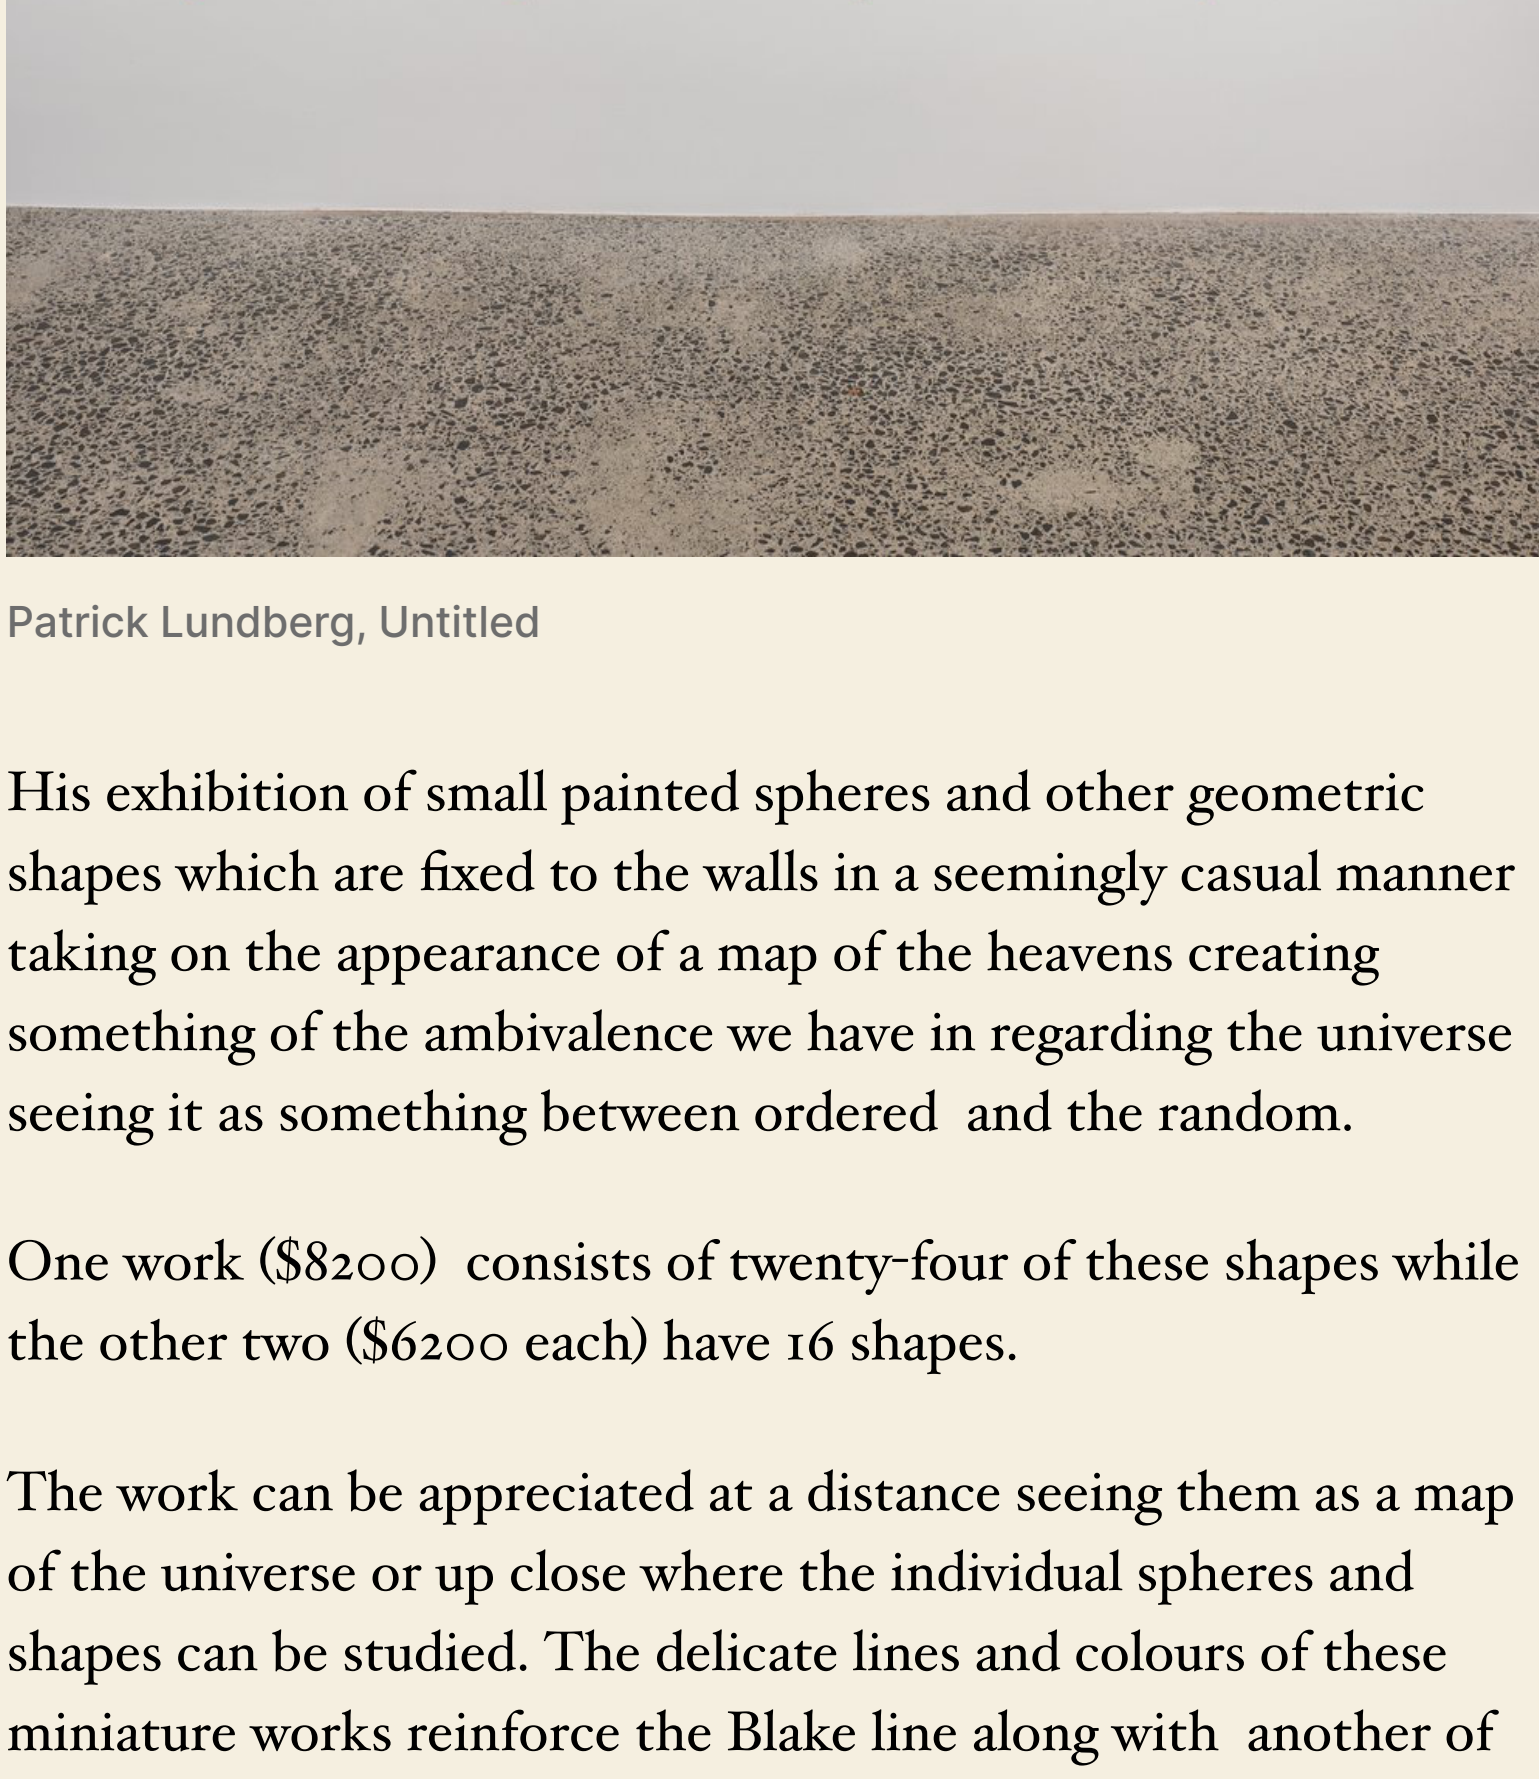 Patrick Lundberg, Untitled
His exhibition of small painted spheres and other geometric
shapes which are fixed to the walls in a seemingly casual manner
taking on the appearance of a map of the heavens creating
something of the ambivalence we have in regarding the universe
seeing it as something between ordered  and the random.
One work ($8200)  consists of twenty-four of these shapes while
the other two ($6200 each) have 16 shapes.
The work can be appreciated at a distance seeing them as a map
of the universe or up close where the individual spheres and
shapes can be studied. The delicate lines and colours of these
miniature works reinforce the Blake line along with  another of